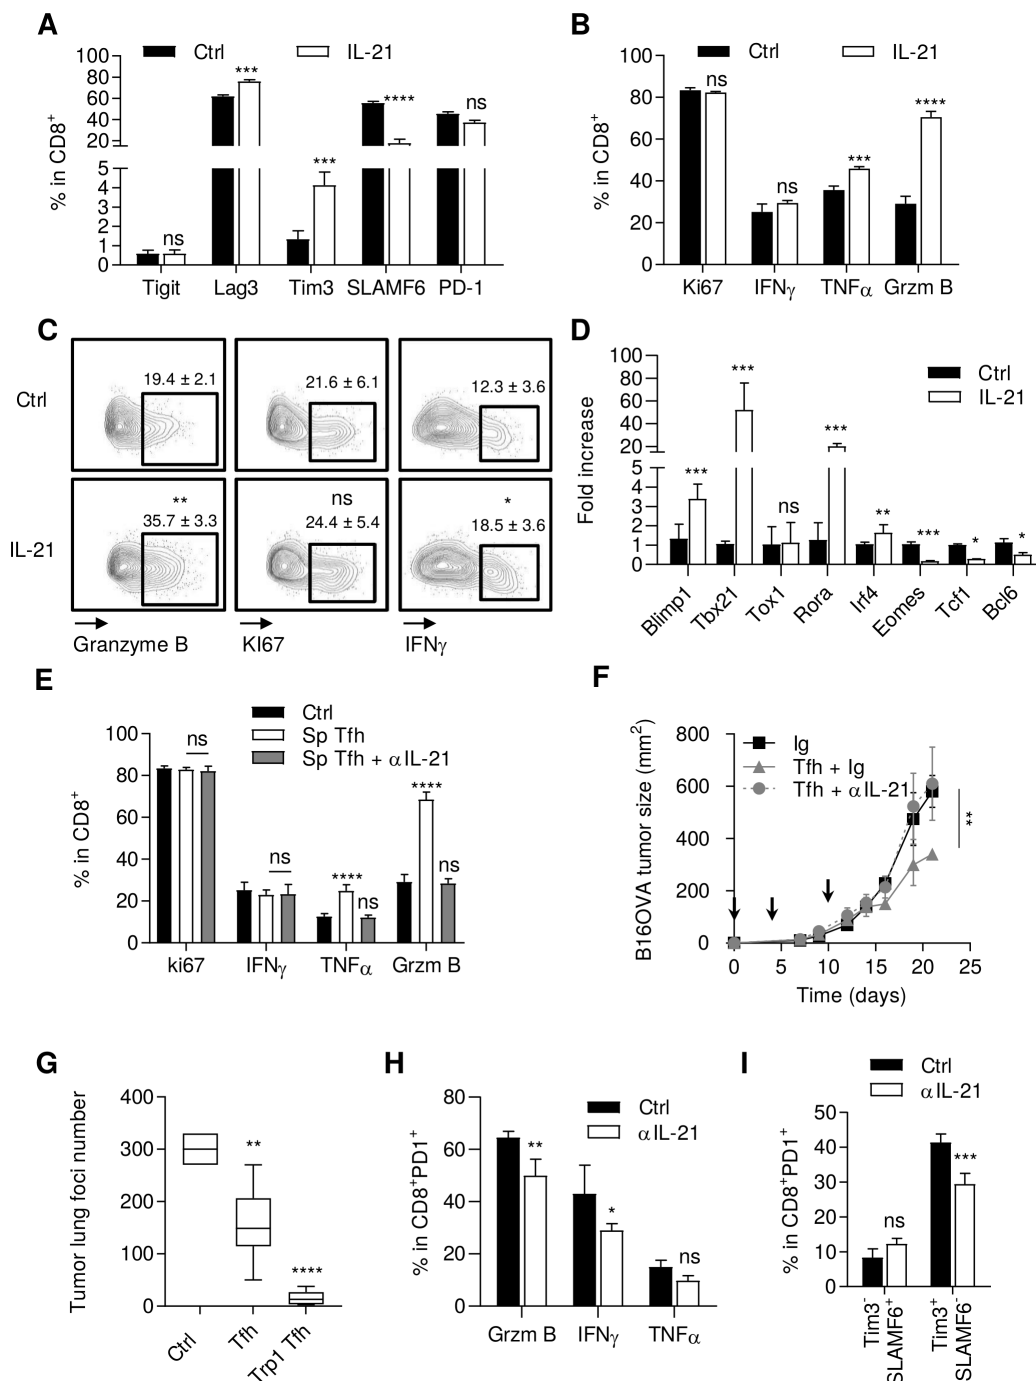 A
Ctrl
IL-21
% in CD8+
100
80
60
40
20
5
4
3
2
1
0
ns
***
***
****
ns
Tigit
Lag3
Tim3
SLAMF6
PD-1
B
Ctrl
IL-21
% in CD8+
100
80
60
40
20
0
ns
ns
***
****
Ki67
IFNγ
TNFα
Grzm B
C
Ctrl
19.4 ± 2.1
21.6 ± 6.1
12.3 ± 3.6
IL-21
**
35.7 ± 3.3
ns
24.4 ± 5.4
*
18.5 ± 3.6
Granzyme B
KI67
IFNγ
D
Ctrl
IL-21
Fold increase
100
80
60
40
20
5
4
3
2
1
0
***
***
ns
***
**
***
*
*
Blimp1
Tbx21
Tox1
Rora
Irf4
Eomes
Tcf1
Bcl6
E
Ctrl
Sp Tfh
Sp Tfh + αIL-21
% in CD8+
100
80
60
40
20
0
ns
ns
****
ns
****
ns
ki67
IFNγ
TNFα
Grzm B
F
Ig
Tfh + Ig
Tfh + αIL-21
B16OVA tumor size (mm²)
800
600
400
200
0
**
0
5
10
15
20
25
Time (days)
G
Tumor lung foci number
400
300
200
100
0
**
****
Ctrl
Tfh
Trp1 Tfh
H
Ctrl
αIL-21
% in CD8+PD1+
80
60
40
20
0
**
*
ns
Grzm B
IFNγ
TNFα
I
Ctrl
αIL-21
% in CD8+PD1+
50
40
30
20
10
0
ns
***
Tim3-
SLAMF6+
Tim3+
SLAMF6-